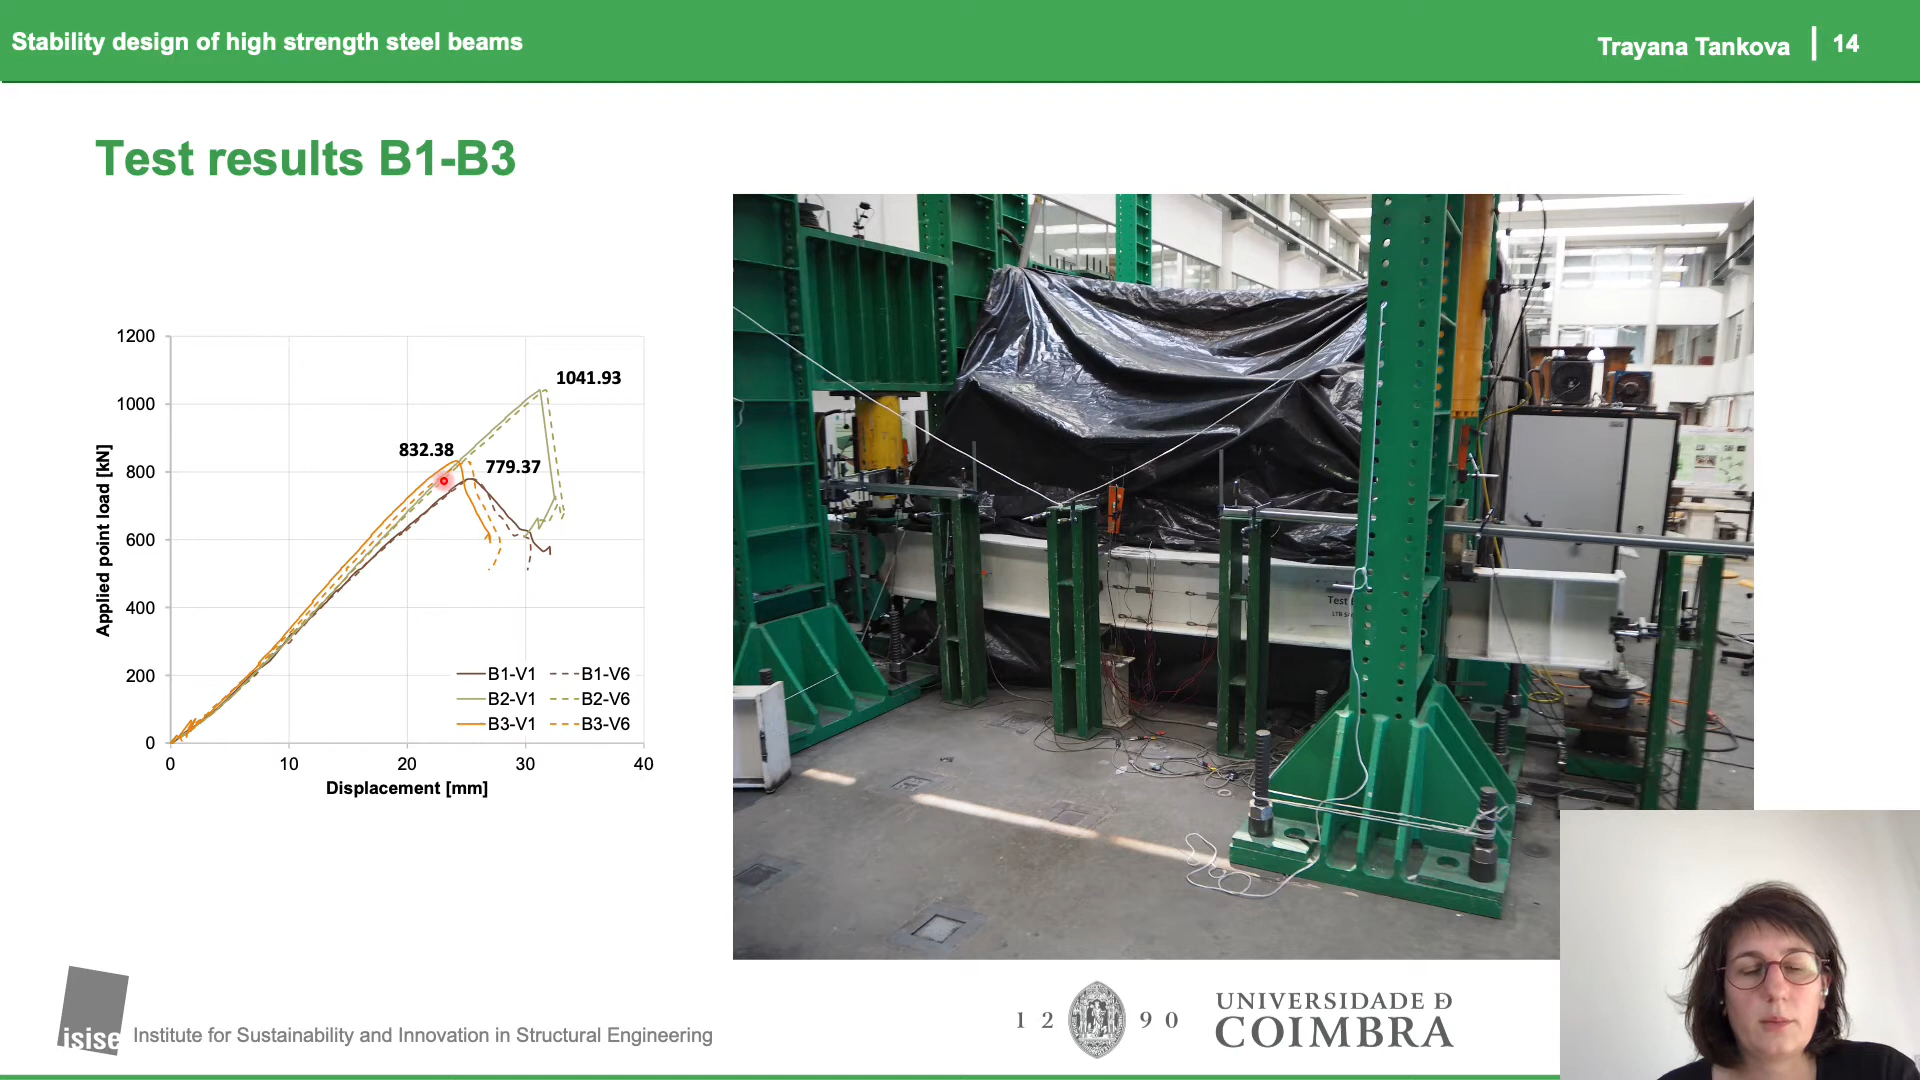 Stability design of high strength steel beams
Trayana Tankova | 14
Test results B1-B3
1200
1000
800
600
400
200
0
0 10 20 30 40
Applied point load [kN]
Displacement [mm]
1041.93
832.38
779.37
B1-V1 B1-V6
B2-V1 B2-V6
B3-V1 B3-V6
Test
isise
Institute for Sustainability and Innovation in Structural Engineering
1 2 9 0
UNIVERSIDADE Ð
COIMBRA